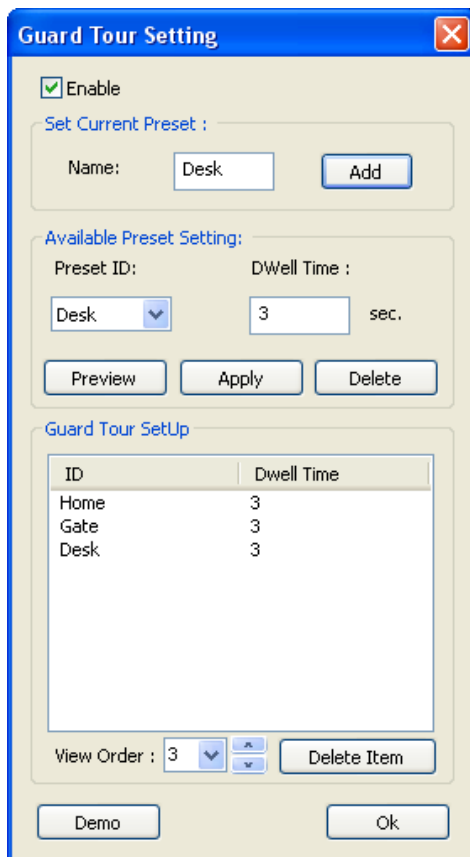 Guard Tour Setting
Enable
Set Current Preset :
Name: Desk Add
Available Preset Setting:
Preset ID: DWell Time :
Desk 3 sec.
Preview Apply Delete
Guard Tour SetUp
ID Dwell Time
Home 3
Gate 3
Desk 3
View Order : 3 Delete Item
Demo Ok